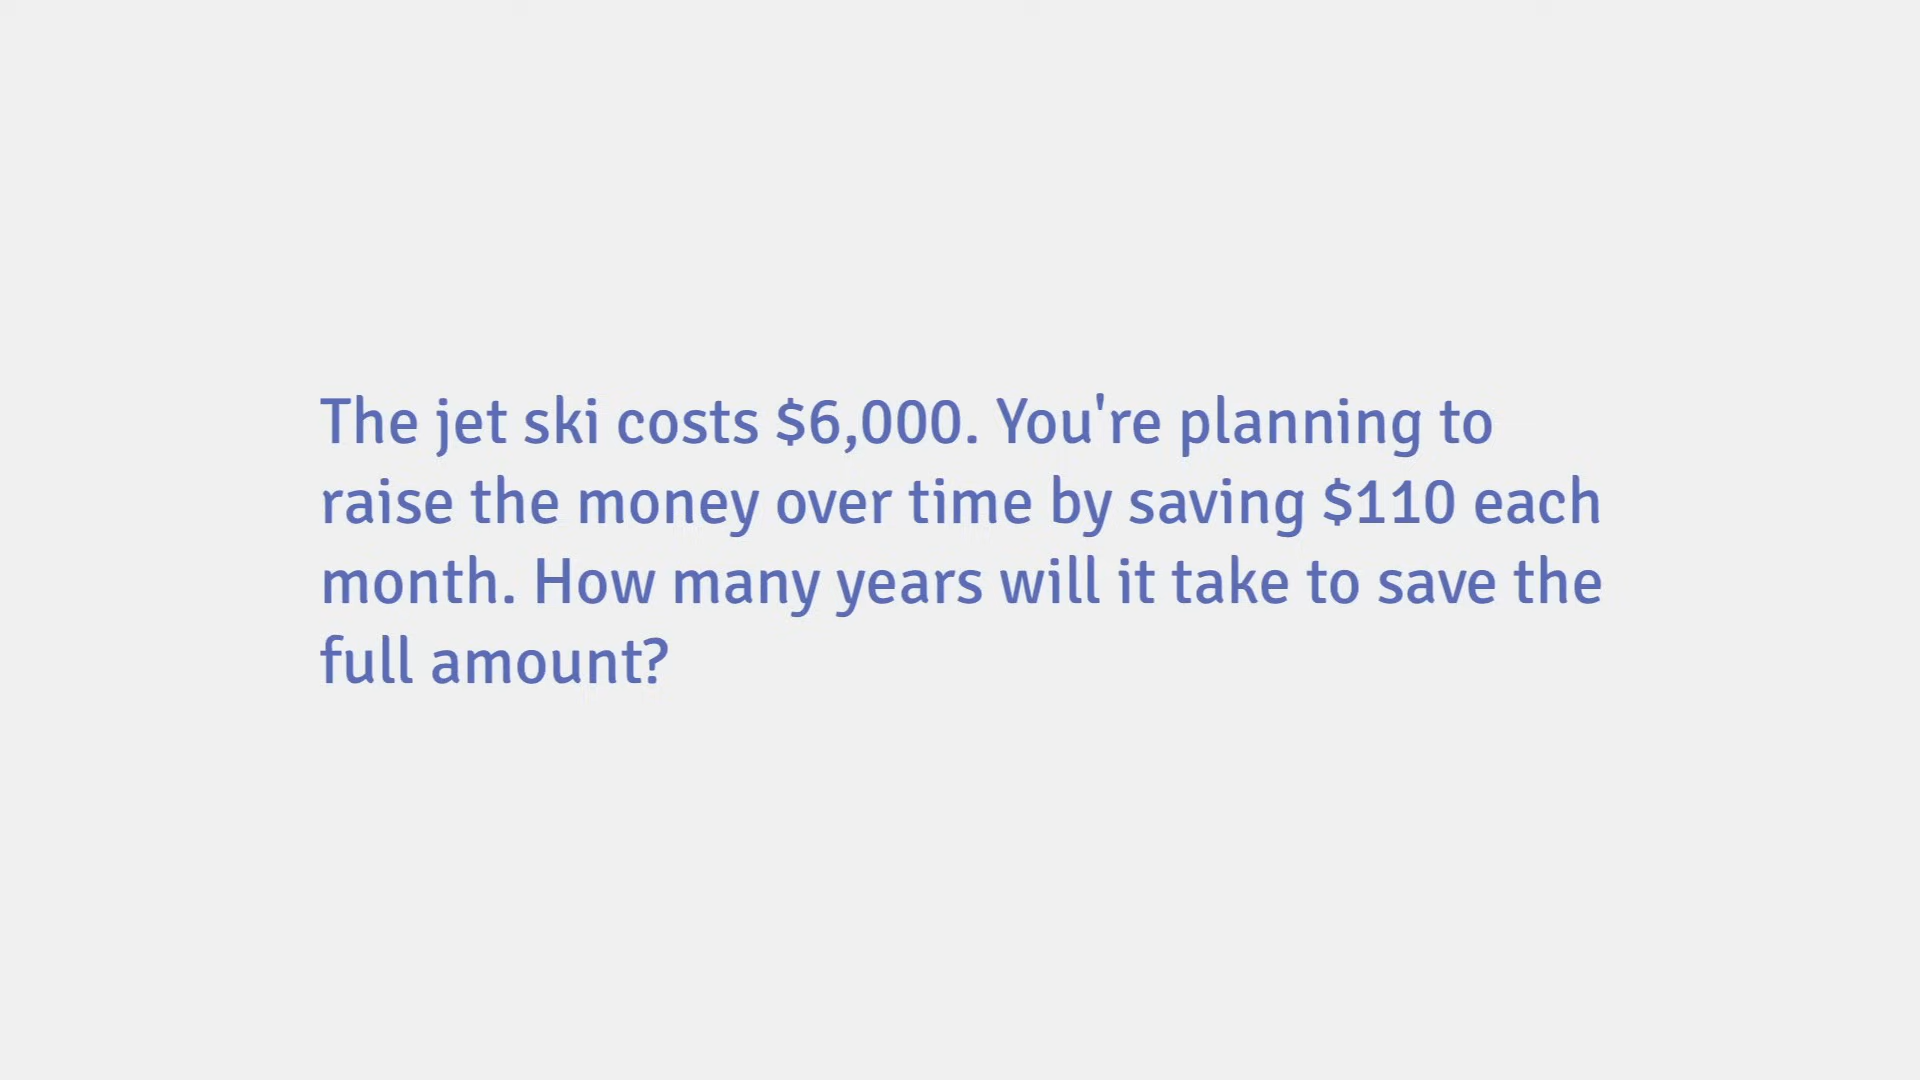 The jet ski costs $6,000. You're planning to
raise the money over time by saving $110 each
month. How many years will it take to save the
full amount?